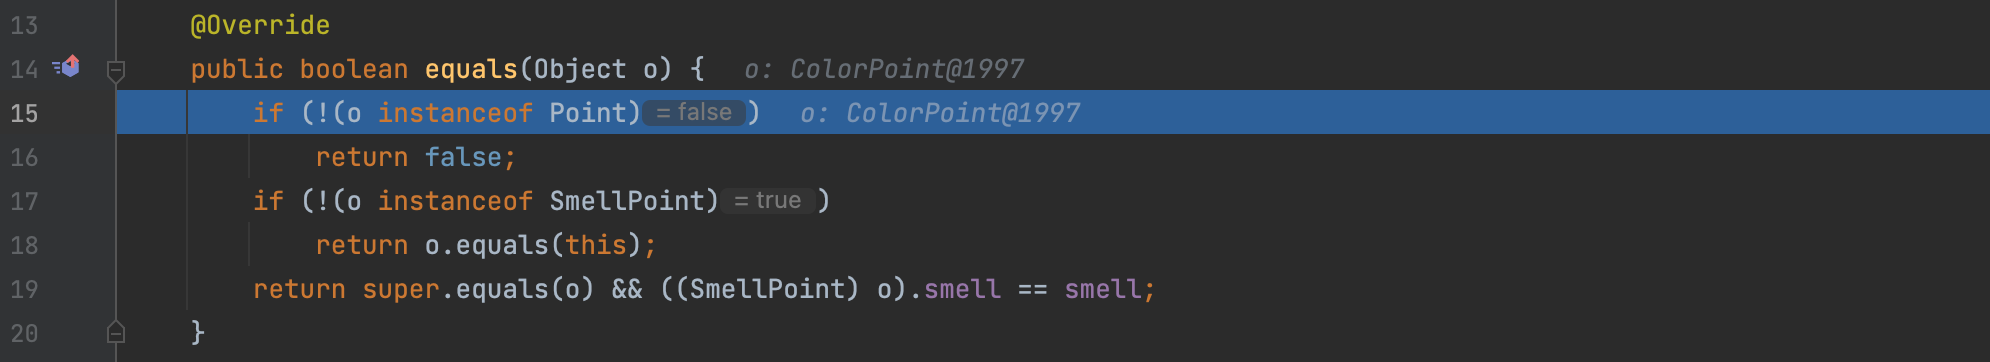 13 @Override
14 public boolean equals(Object o) { o: ColorPoint@1997
15 if (!(o instanceof Point) = false ) o: ColorPoint@1997
16 return false;
17 if (!(o instanceof SmellPoint) = true )
18 return o.equals(this);
19 return super.equals(o) && ((SmellPoint) o).smell == smell;
20 }